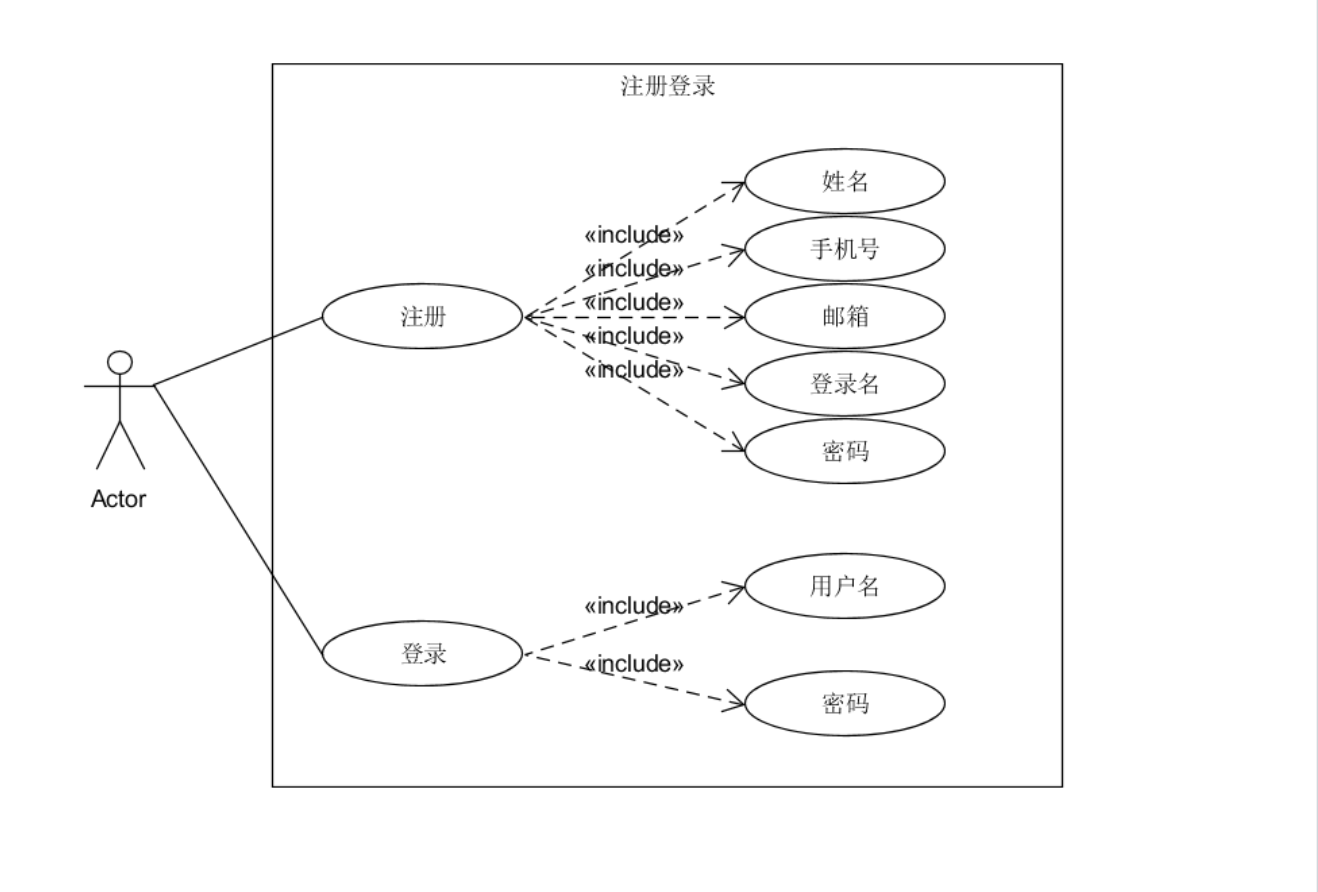 注册登录
姓名
«include»
手机号
«include»
«include»
注册
邮箱
«include»
«include»
登录名
密码
Actor
用户名
«include»
登录
«include»
密码